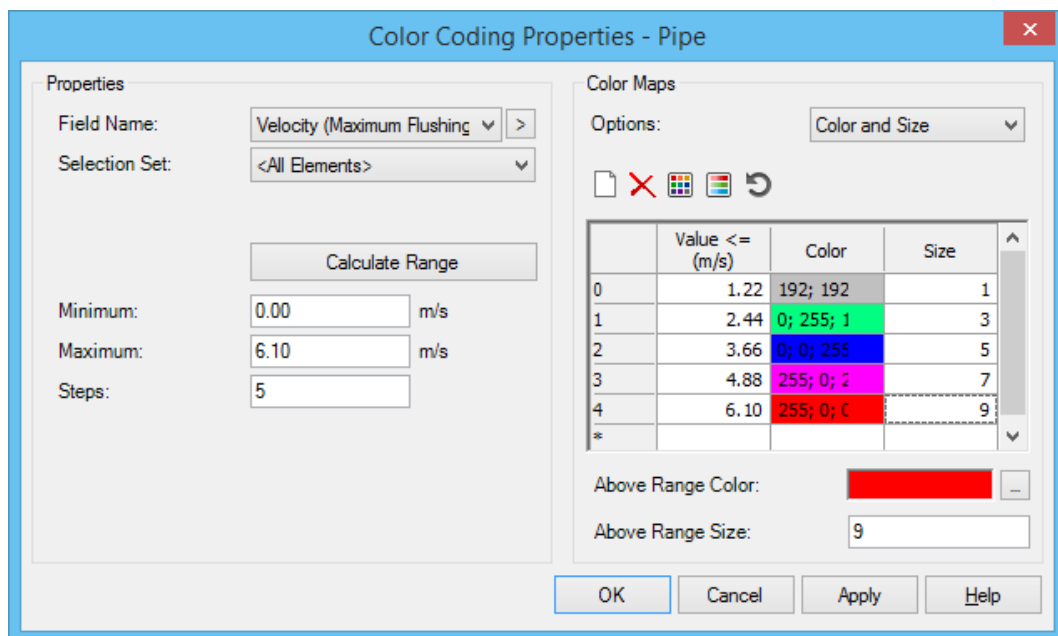 Color Coding Properties - Pipe
Properties
Field Name: Velocity (Maximum Flushing >
Selection Set: <All Elements>
Calculate Range
Minimum: 0.00 m/s
Maximum: 6.10 m/s
Steps: 5
Color Maps
Options: Color and Size
Value <= (m/s) Color Size
0 1.22 192; 192 1
1 2.44 0; 255; 1 3
2 3.66 0; 0; 255 5
3 4.88 255; 0; 2 7
4 6.10 255; 0; 0 9
*
Above Range Color: ...
Above Range Size: 9
OK Cancel Apply Help